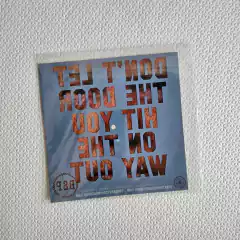 DON'T LET
THE DOOR
HIT YOU
ON THE
WAY OUT